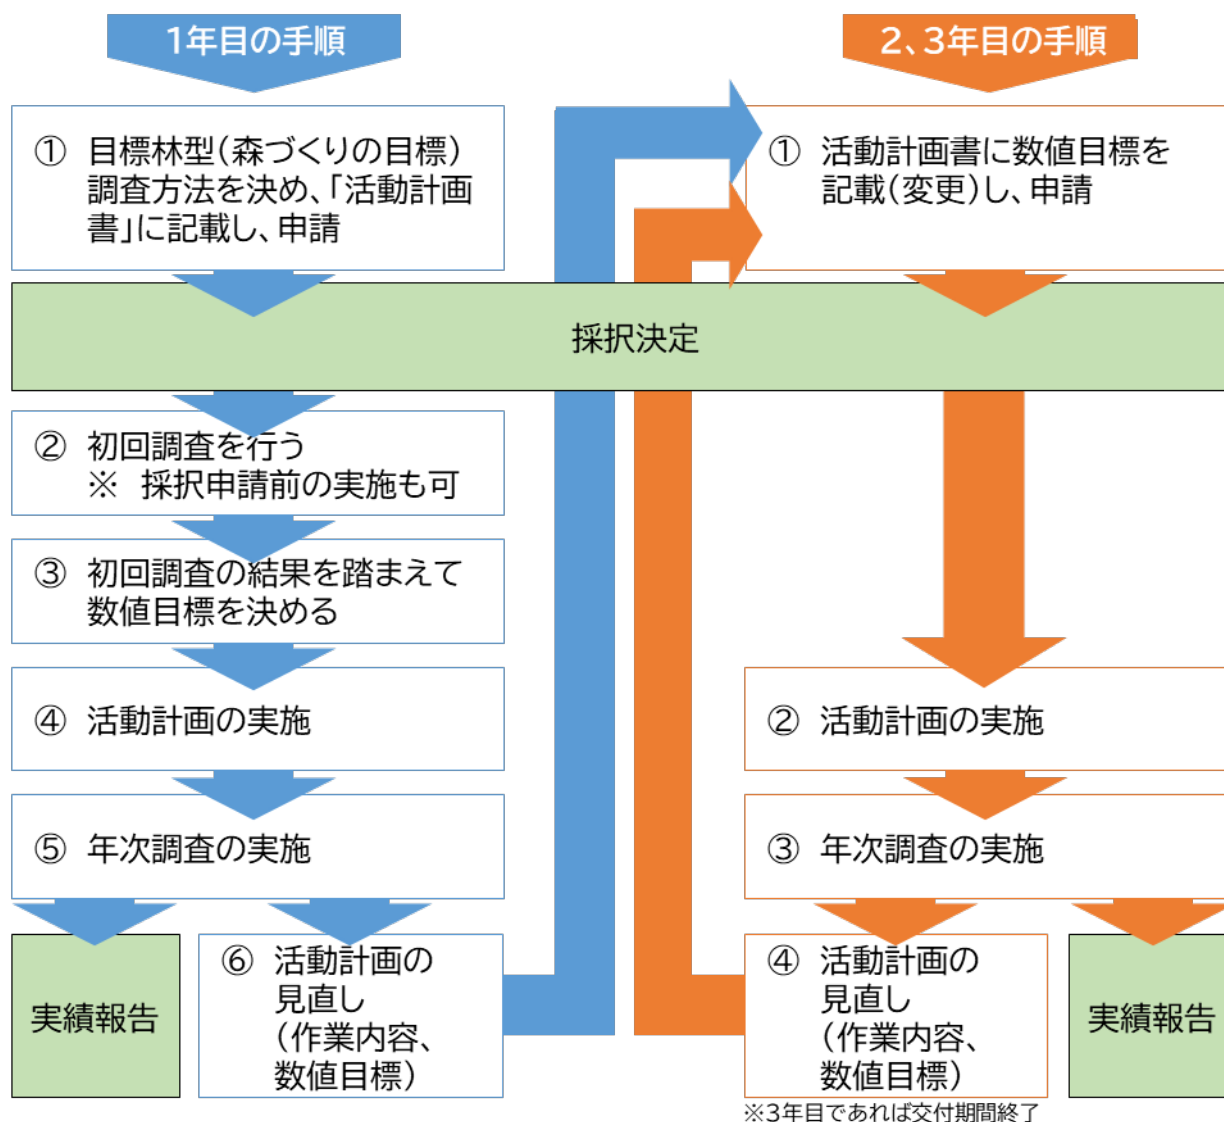 1年目の手順
① 目標林型(森づくりの目標)
調査方法を決め、「活動計画
書」に記載し、申請
2、3年目の手順
① 活動計画書に数値目標を
記載(変更)し、申請
採択決定
② 初回調査を行う
※ 採択申請前の実施も可
③ 初回調査の結果を踏まえて
数値目標を決める
④ 活動計画の実施
⑤ 年次調査の実施
実績報告
⑥ 活動計画の
見直し
(作業内容、
数値目標)
② 活動計画の実施
③ 年次調査の実施
④ 活動計画の
見直し
(作業内容、
数値目標)
※3年目であれば交付期間終了
実績報告